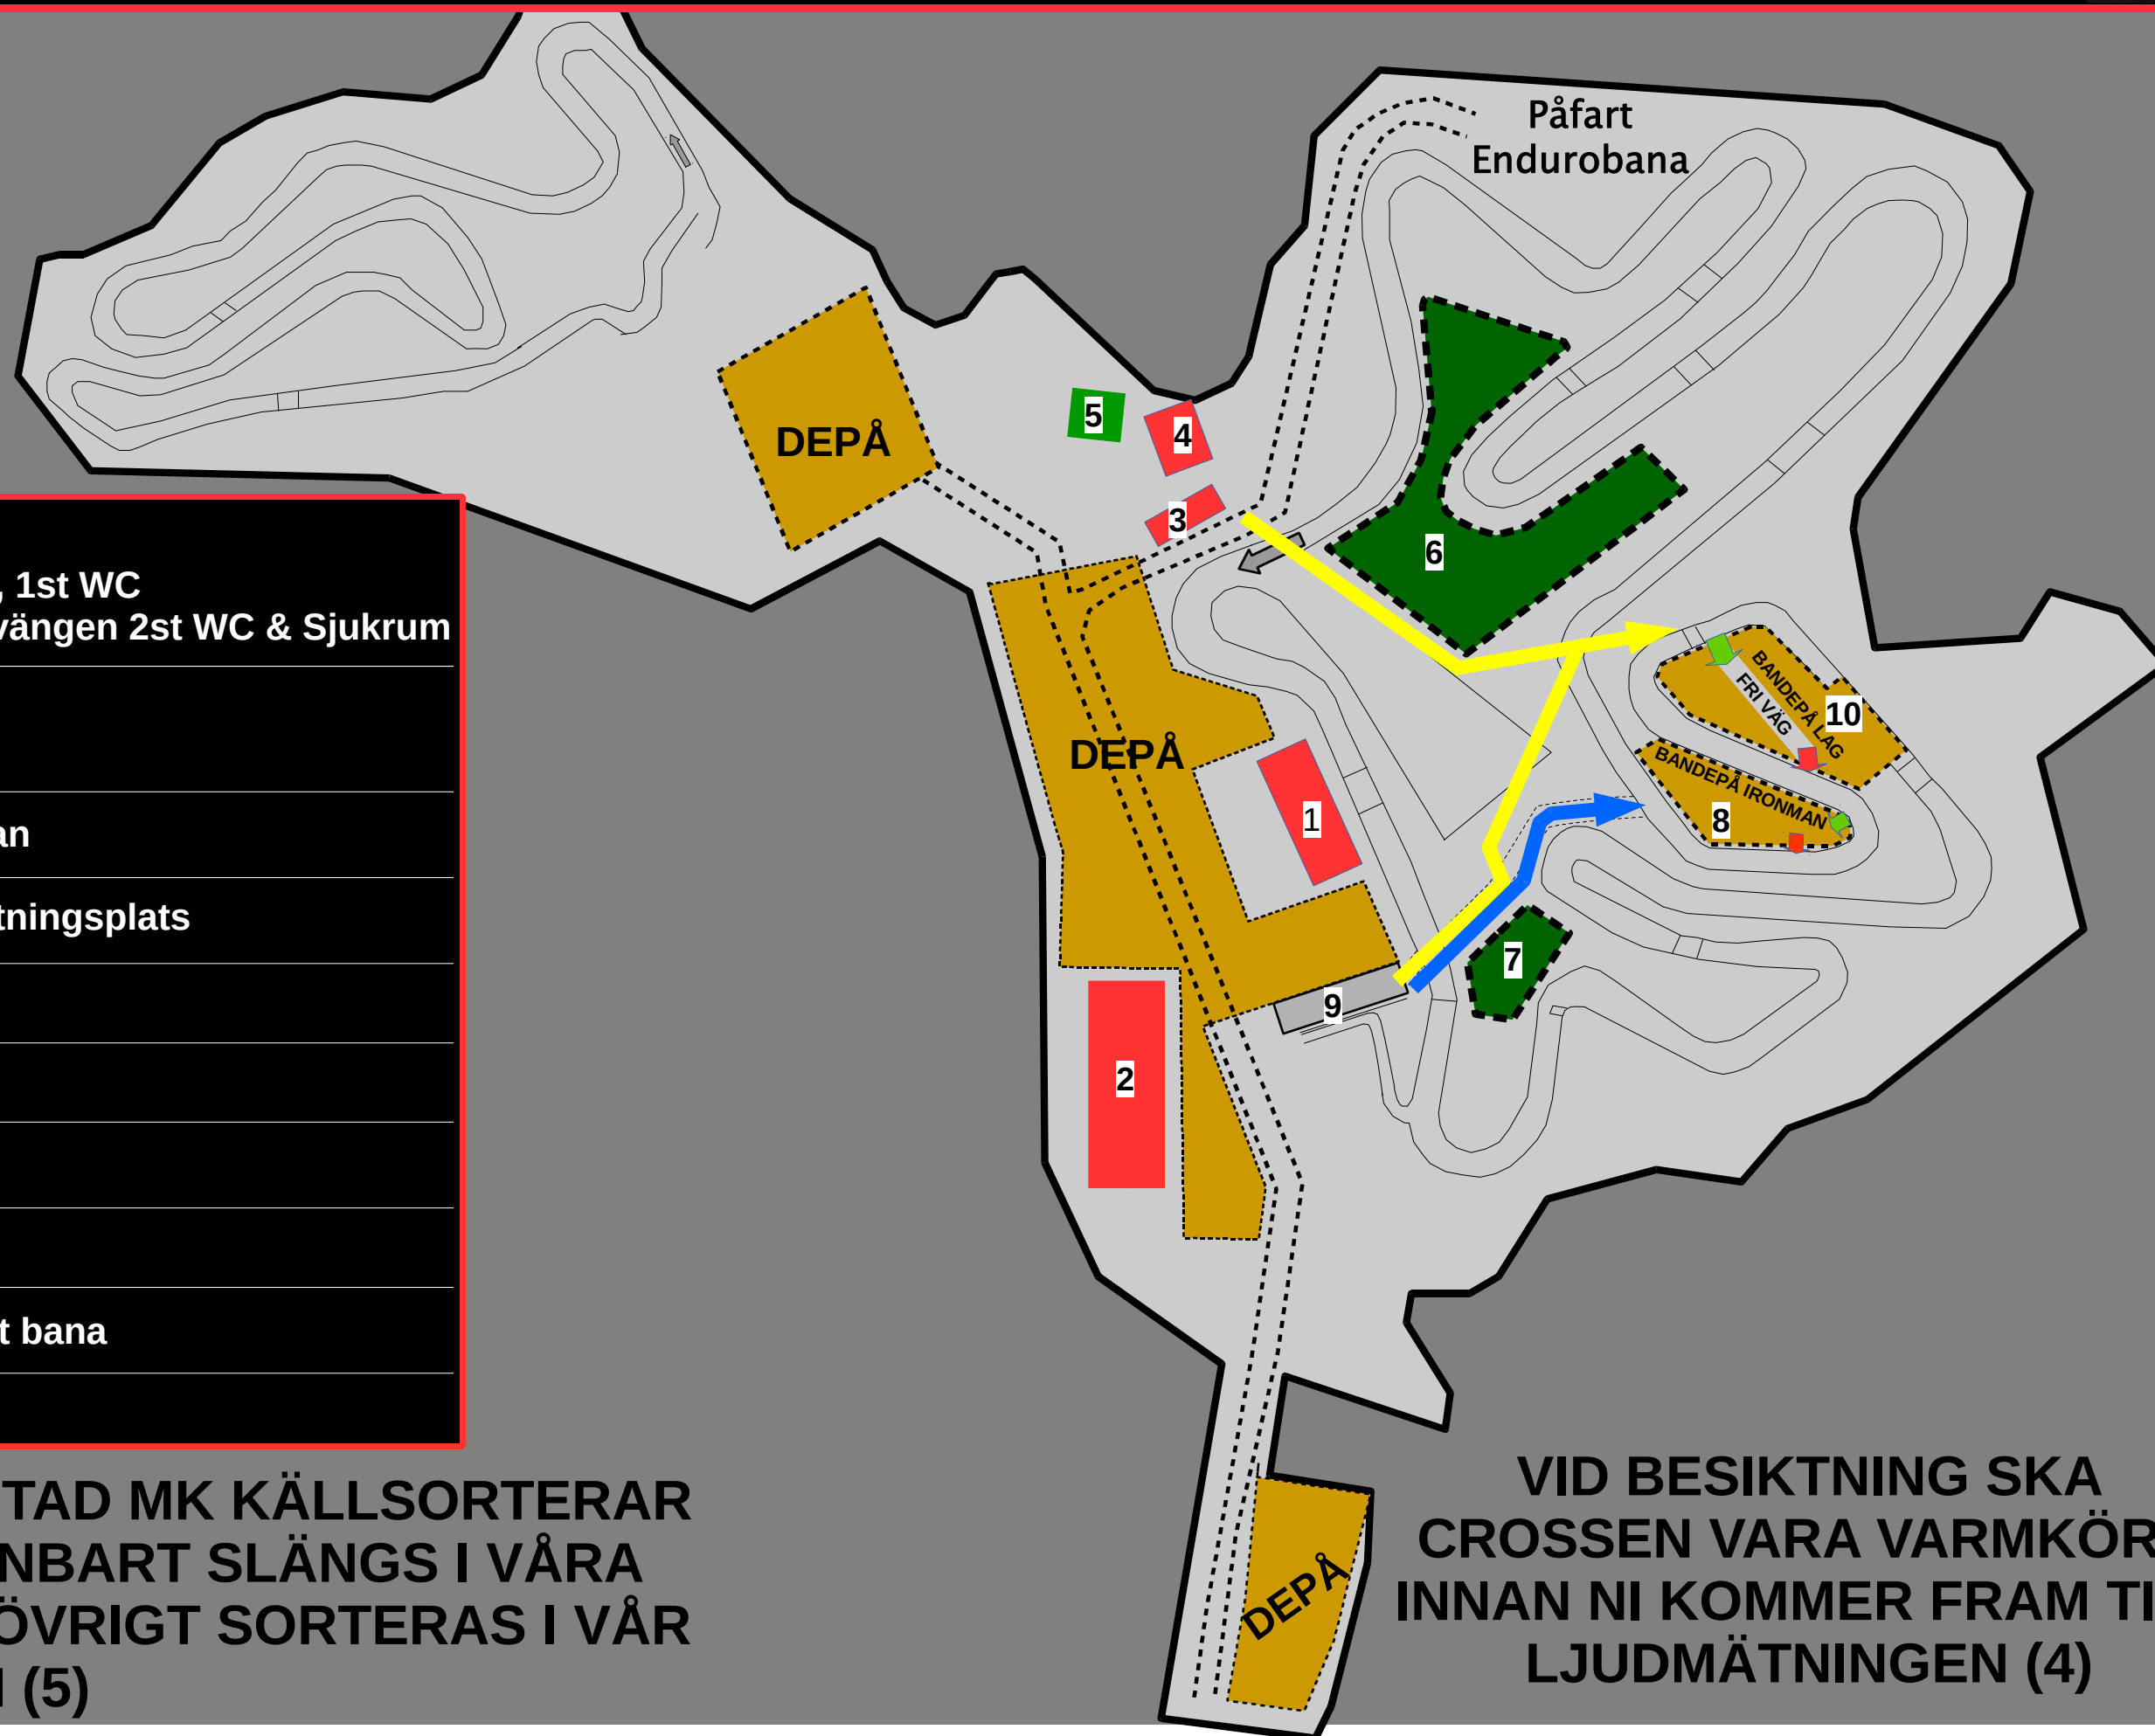 Påfart
Endurobana
5
4
DEPÅ
3
6
, 1st WC
vängen 2st WC & Sjukrum
BANDEPÅ LAG
FRI VÄG
10
DEPÅ
BANDEPÅ IRONMAN
8
1
an
tningsplats
7
9
2
t bana
DEPÅ
TAD MK KÄLLSORTERAR
NBART SLÄNGS I VÅRA
ÖVRIGT SORTERAS I VÅR
(5)
VID BESIKTNING SKA
CROSSEN VARA VARMKÖR
INNAN NI KOMMER FRAM TI
LJUDMÄTNINGEN (4)